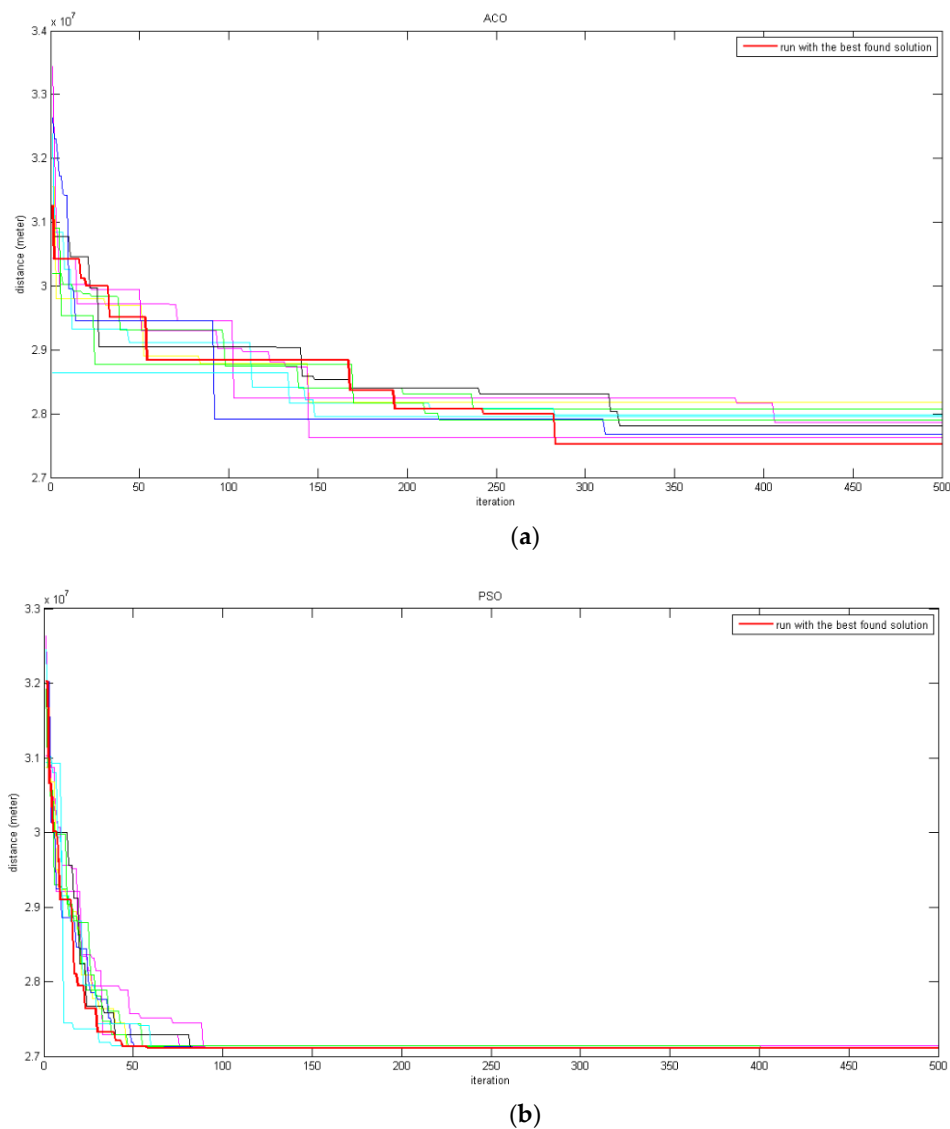 ACO
x 10^7
3.4
run with the best found solution
3.3
3.2
3.1
3
2.9
2.8
2.7
distance (meter)
0 50 100 150 200 250 300 350 400 450 500
iteration
(a)
PSO
x 10^7
3.3
run with the best found solution
3.2
3.1
3
2.9
2.8
2.7
distance (meter)
0 50 100 150 200 250 300 350 400 450 500
iteration
(b)